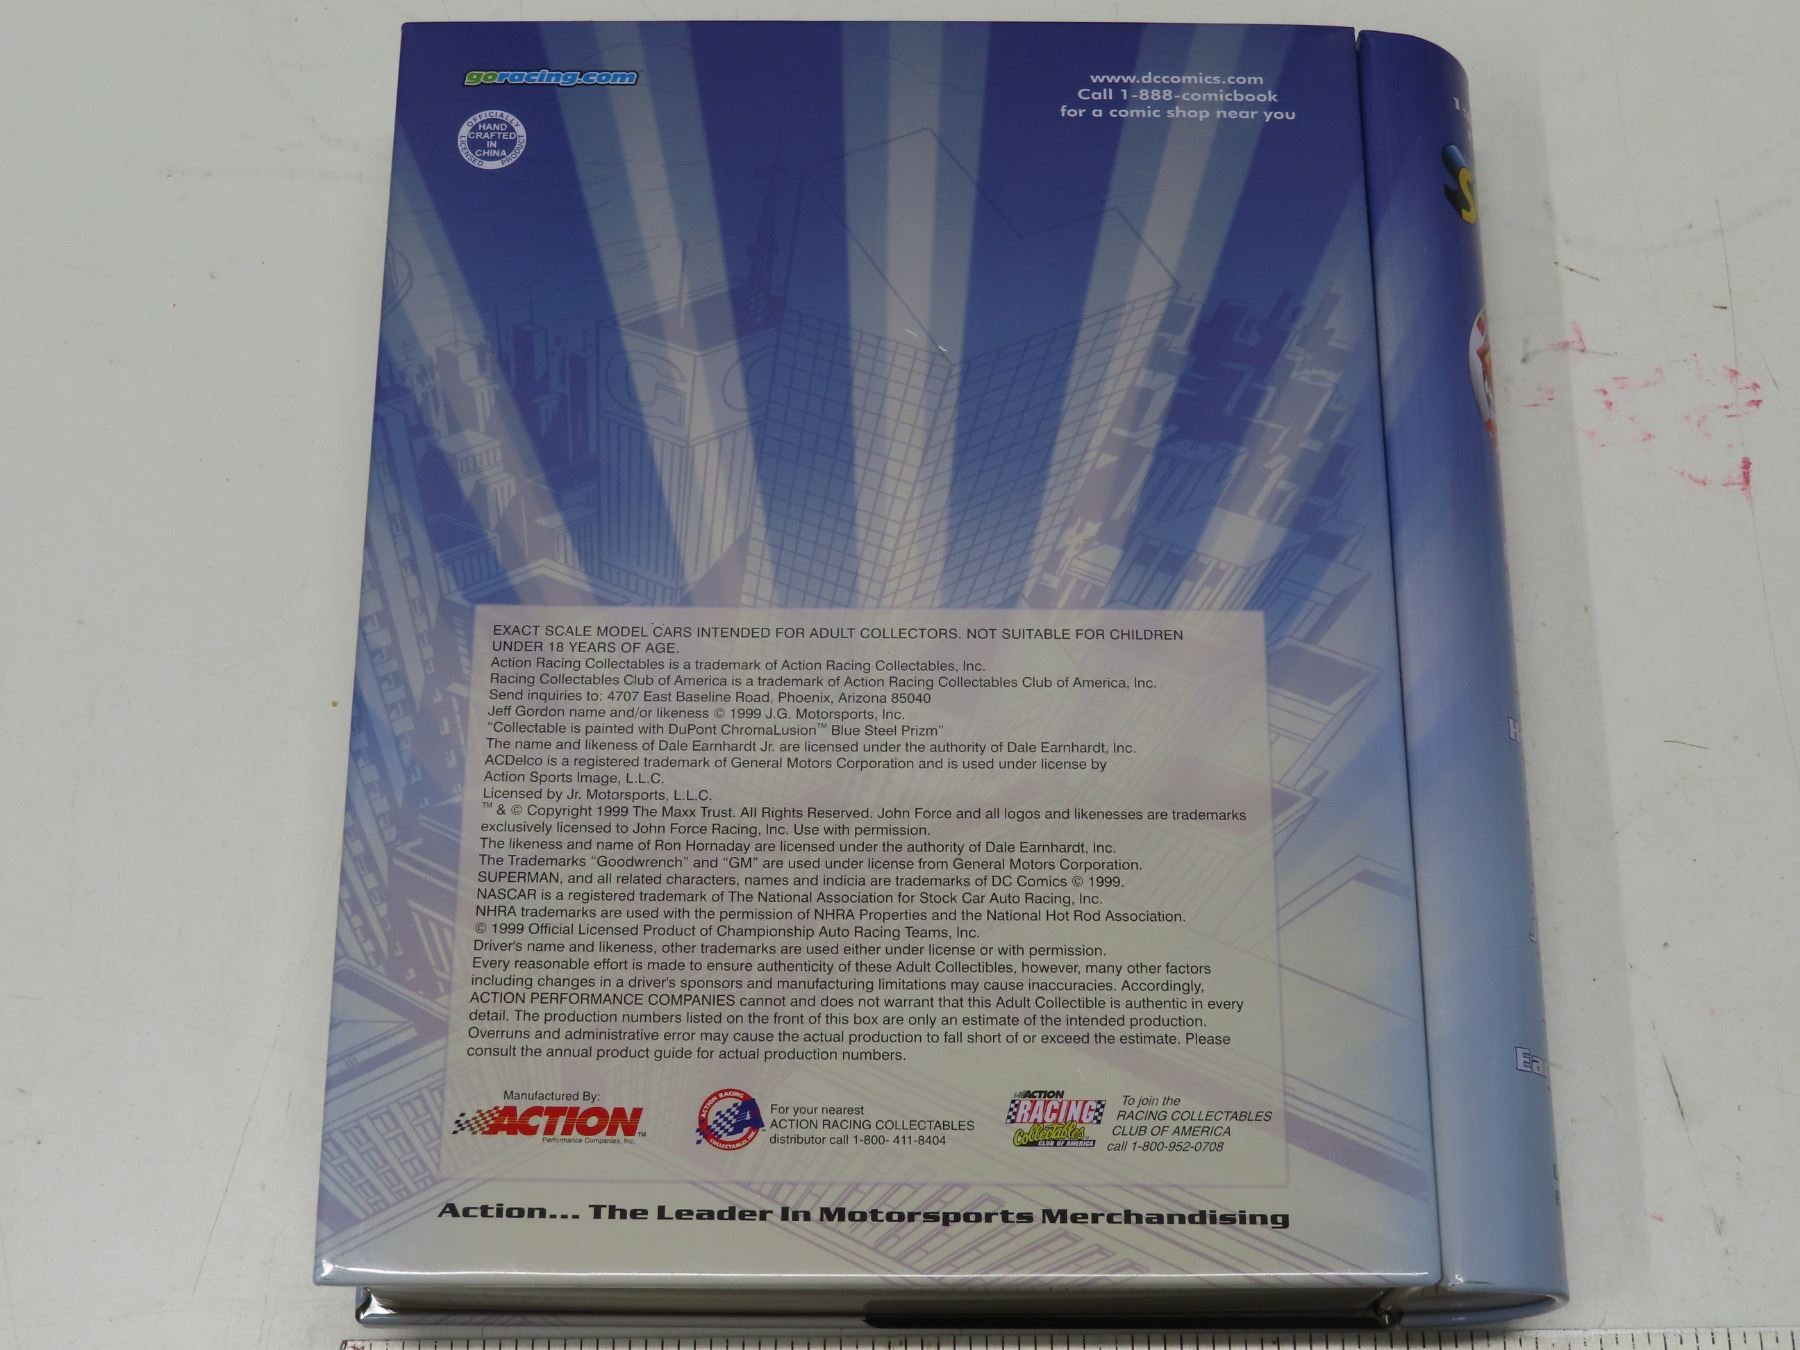 goracing.com
www.dccomics.com
Call 1-888-comicbook
for a comic shop near you
OFFICIALLY
LICENSED PRODUCT
HAND
CRAFTED
IN
CHINA
EXACT SCALE MODEL CARS INTENDED FOR ADULT COLLECTORS. NOT SUITABLE FOR CHILDREN
UNDER 18 YEARS OF AGE.
Action Racing Collectables is a trademark of Action Racing Collectables, Inc.
Racing Collectables Club of America is a trademark of Action Racing Collectables Club of America, Inc.
Send inquiries to: 4707 East Baseline Road, Phoenix, Arizona 85040
Jeff Gordon name and/or likeness © 1999 J.G. Motorsports, Inc.
“Collectable is painted with DuPont ChromaLusion™ Blue Steel Prizm”
The name and likeness of Dale Earnhardt Jr. are licensed under the authority of Dale Earnhardt, Inc.
ACDelco is a registered trademark of General Motors Corporation and is used under license by
Action Sports Image, L.L.C.
Licensed by Jr. Motorsports, L.L.C.
™ & © Copyright 1999 The Maxx Trust. All Rights Reserved. John Force and all logos and likenesses are trademarks
exclusively licensed to John Force Racing, Inc. Use with permission.
The likeness and name of Ron Hornaday are licensed under the authority of Dale Earnhardt, Inc.
The Trademarks “Goodwrench” and “GM” are used under license from General Motors Corporation.
SUPERMAN, and all related characters, names and indicia are trademarks of DC Comics © 1999.
NASCAR is a registered trademark of The National Association for Stock Car Auto Racing, Inc.
NHRA trademarks are used with the permission of NHRA Properties and the National Hot Rod Association.
© 1999 Official Licensed Product of Championship Auto Racing Teams, Inc.
Driver's name and likeness, other trademarks are used either under license or with permission.
Every reasonable effort is made to ensure authenticity of these Adult Collectibles, however, many other factors
including changes in a driver's sponsors and manufacturing limitations may cause inaccuracies. Accordingly,
ACTION PERFORMANCE COMPANIES cannot and does not warrant that this Adult Collectible is authentic in every
detail. The production numbers listed on the front of this box are only an estimate of the intended production.
Overruns and administrative error may cause the actual production to fall short of or exceed the estimate. Please
consult the annual product guide for actual production numbers.
Manufactured By:
ACTION™
Performance Companies, Inc.
ACTION RACING
COLLECTABLES, INC.
For your nearest
ACTION RACING COLLECTABLES
distributor call 1-800- 411-8404
ACTION
RACING
Collectables
CLUB OF AMERICA
To join the
RACING COLLECTABLES
CLUB OF AMERICA
call 1-800-952-0708
Action... The Leader In Motorsports Merchandising